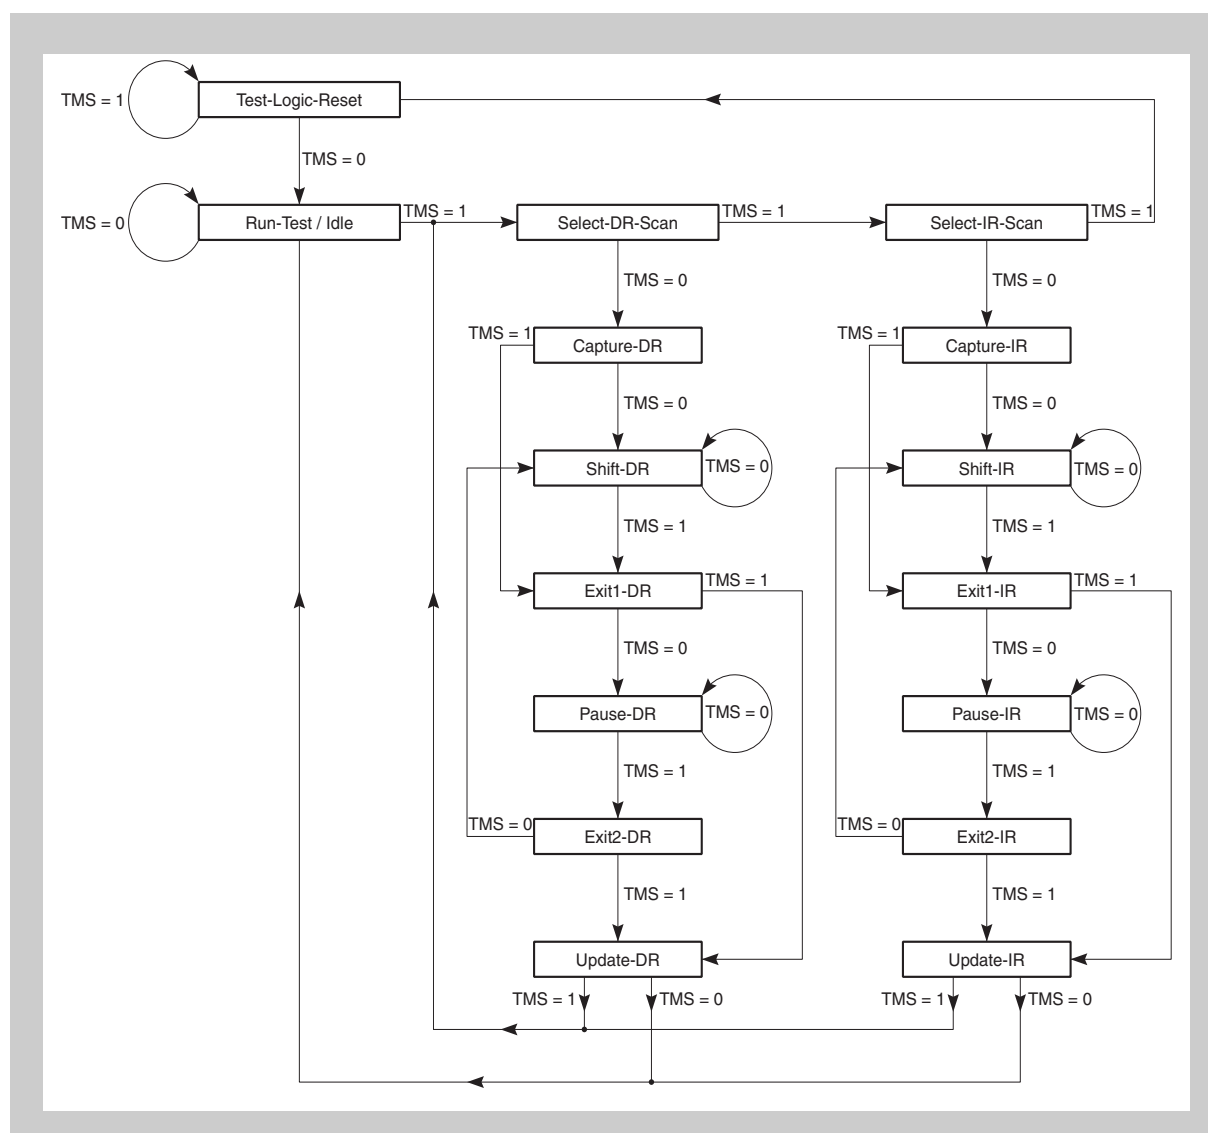 TMS = 1
Test-Logic-Reset
TMS = 0
TMS = 0
Run-Test / Idle
TMS = 1
Select-DR-Scan
TMS = 1
Select-IR-Scan
TMS = 1
TMS = 0
TMS = 0
TMS = 1
Capture-DR
TMS = 1
Capture-IR
TMS = 0
TMS = 0
Shift-DR
TMS = 0
Shift-IR
TMS = 0
TMS = 1
TMS = 1
Exit1-DR
TMS = 1
Exit1-IR
TMS = 1
TMS = 0
TMS = 0
Pause-DR
TMS = 0
Pause-IR
TMS = 0
TMS = 1
TMS = 1
TMS = 0
Exit2-DR
TMS = 0
Exit2-IR
TMS = 1
TMS = 1
Update-DR
Update-IR
TMS = 1
TMS = 0
TMS = 1
TMS = 0